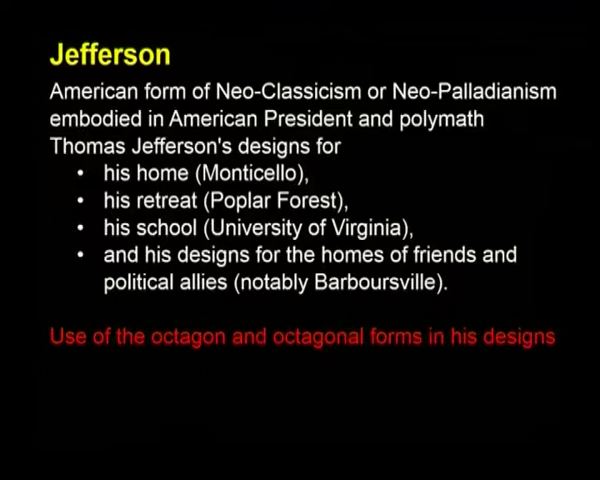 Jefferson
American form of Neo-Classicism or Neo-Palladianism
embodied in American President and polymath
Thomas Jefferson's designs for
• his home (Monticello),
• his retreat (Poplar Forest),
• his school (University of Virginia),
• and his designs for the homes of friends and
political allies (notably Barboursville).
Use of the octagon and octagonal forms in his designs